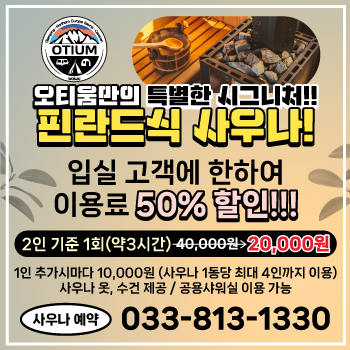 OTIUM
오티움만의 특별한 시그니처!!
핀란드식 사우나!
입실 고객에 한하여
이용료 50% 할인!!!
2인 기준 1회(약3시간) 40,000원>20,000원
1인 추가시마다 10,000원 (사우나 1동당 최대 4인까지 이용)
사우나 옷, 수건 제공 / 공용샤워실 이용 가능
사우나 예약 033-813-1330